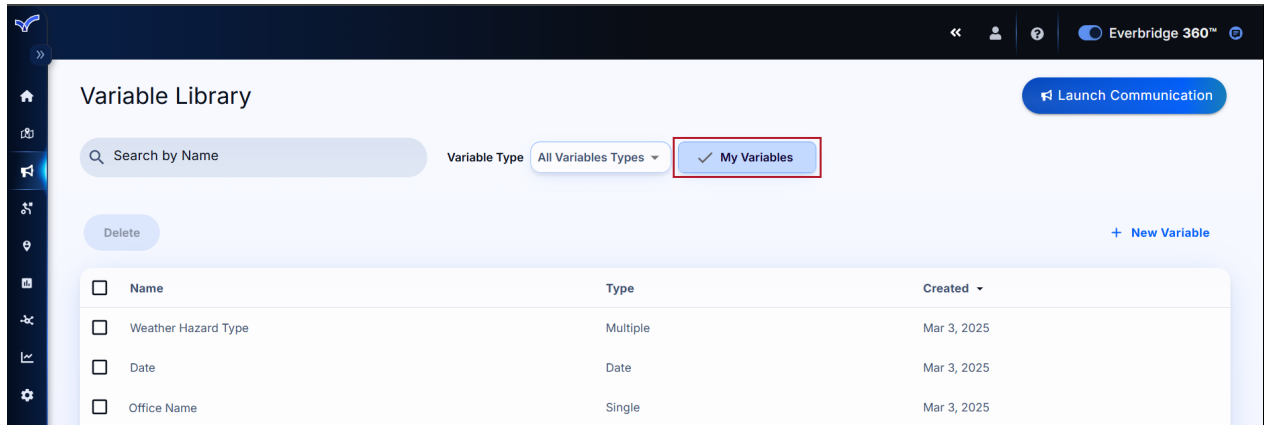 Everbridge 360™
Variable Library
Launch Communication
Search by Name
Variable Type
All Variables Types
My Variables
Delete
+ New Variable
Name Type Created
Weather Hazard Type Multiple Mar 3, 2025
Date Date Mar 3, 2025
Office Name Single Mar 3, 2025